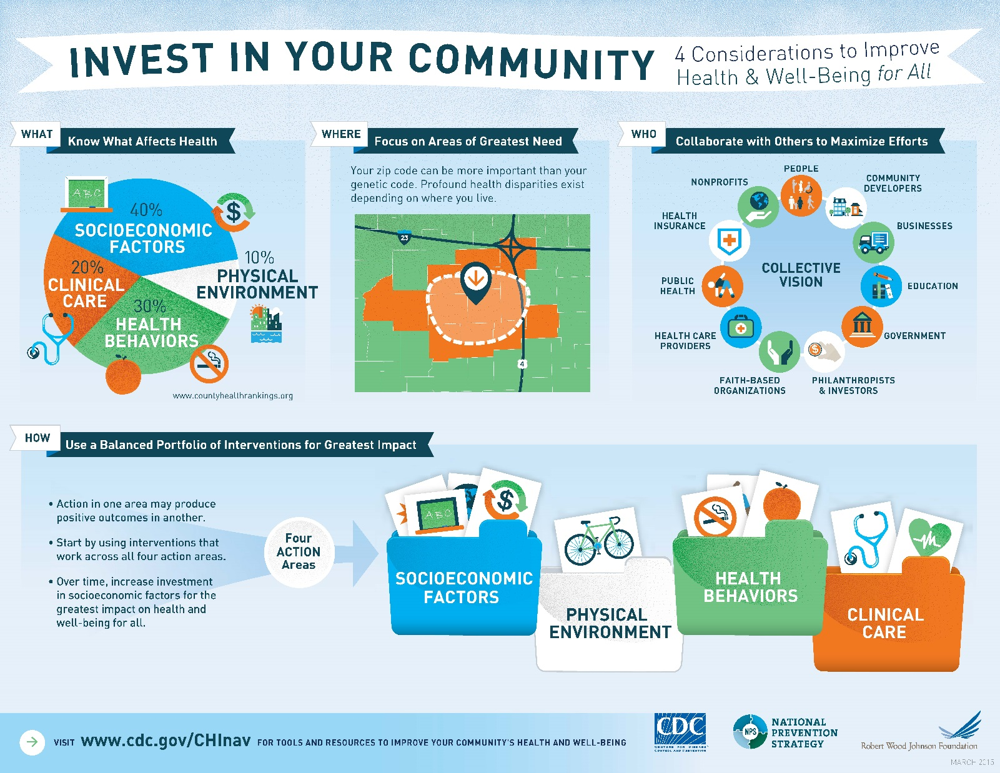 INVEST IN YOUR COMMUNITY
4 Considerations to Improve
Health & Well-Being for All
WHAT
Know What Affects Health
ABC
40%
SOCIOECONOMIC
FACTORS
$
10%
PHYSICAL
ENVIRONMENT
20%
CLINICAL
CARE
30%
HEALTH
BEHAVIORS
www.countyhealthrankings.org
WHERE
Focus on Areas of Greatest Need
Your zip code can be more important than your
genetic code. Profound health disparities exist
depending on where you live.
23
4
WHO
Collaborate with Others to Maximize Efforts
PEOPLE
COMMUNITY
DEVELOPERS
BUSINESSES
EDUCATION
GOVERNMENT
PHILANTHROPISTS
& INVESTORS
$
FAITH-BASED
ORGANIZATIONS
HEALTH CARE
PROVIDERS
PUBLIC
HEALTH
HEALTH
INSURANCE
NONPROFITS
COLLECTIVE
VISION
HOW
Use a Balanced Portfolio of Interventions for Greatest Impact
• Action in one area may produce
positive outcomes in another.
• Start by using interventions that
work across all four action areas.
• Over time, increase investment
in socioeconomic factors for the
greatest impact on health and
well-being for all.
Four
ACTION
Areas
ABC
$
SOCIOECONOMIC
FACTORS
PHYSICAL
ENVIRONMENT
HEALTH
BEHAVIORS
CLINICAL
CARE
VISIT www.cdc.gov/CHInav FOR TOOLS AND RESOURCES TO IMPROVE YOUR COMMUNITY'S HEALTH AND WELL-BEING
CDC
CENTERS FOR DISEASE
CONTROL AND PREVENTION
NPS
NATIONAL
PREVENTION
STRATEGY
Robert Wood Johnson Foundation
MARCH 2015